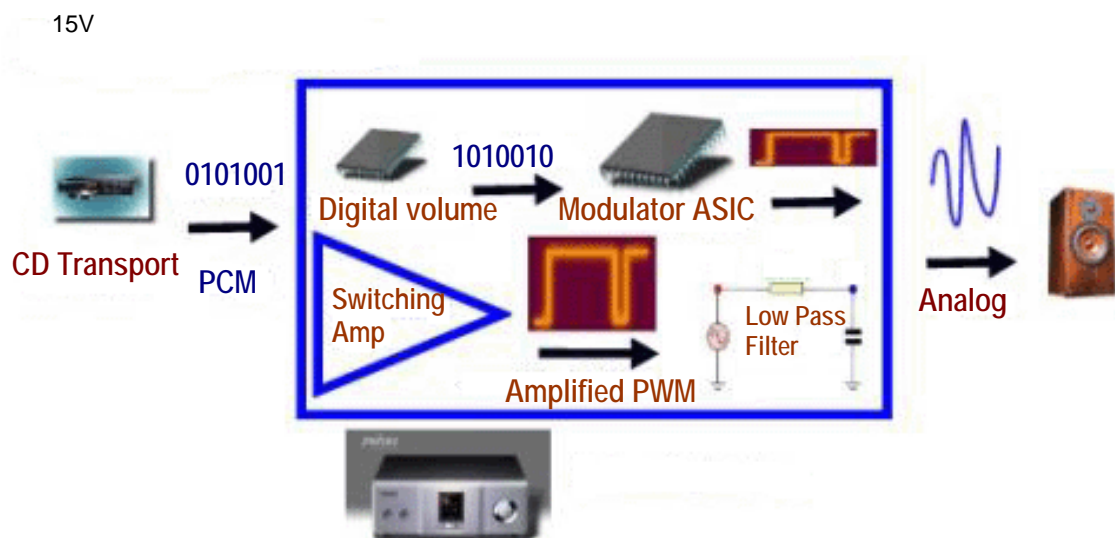 15V
0101001
1010010
Digital volume
Modulator ASIC
CD Transport
PCM
Switching
Amp
Low Pass
Filter
Analog
Amplified PWM